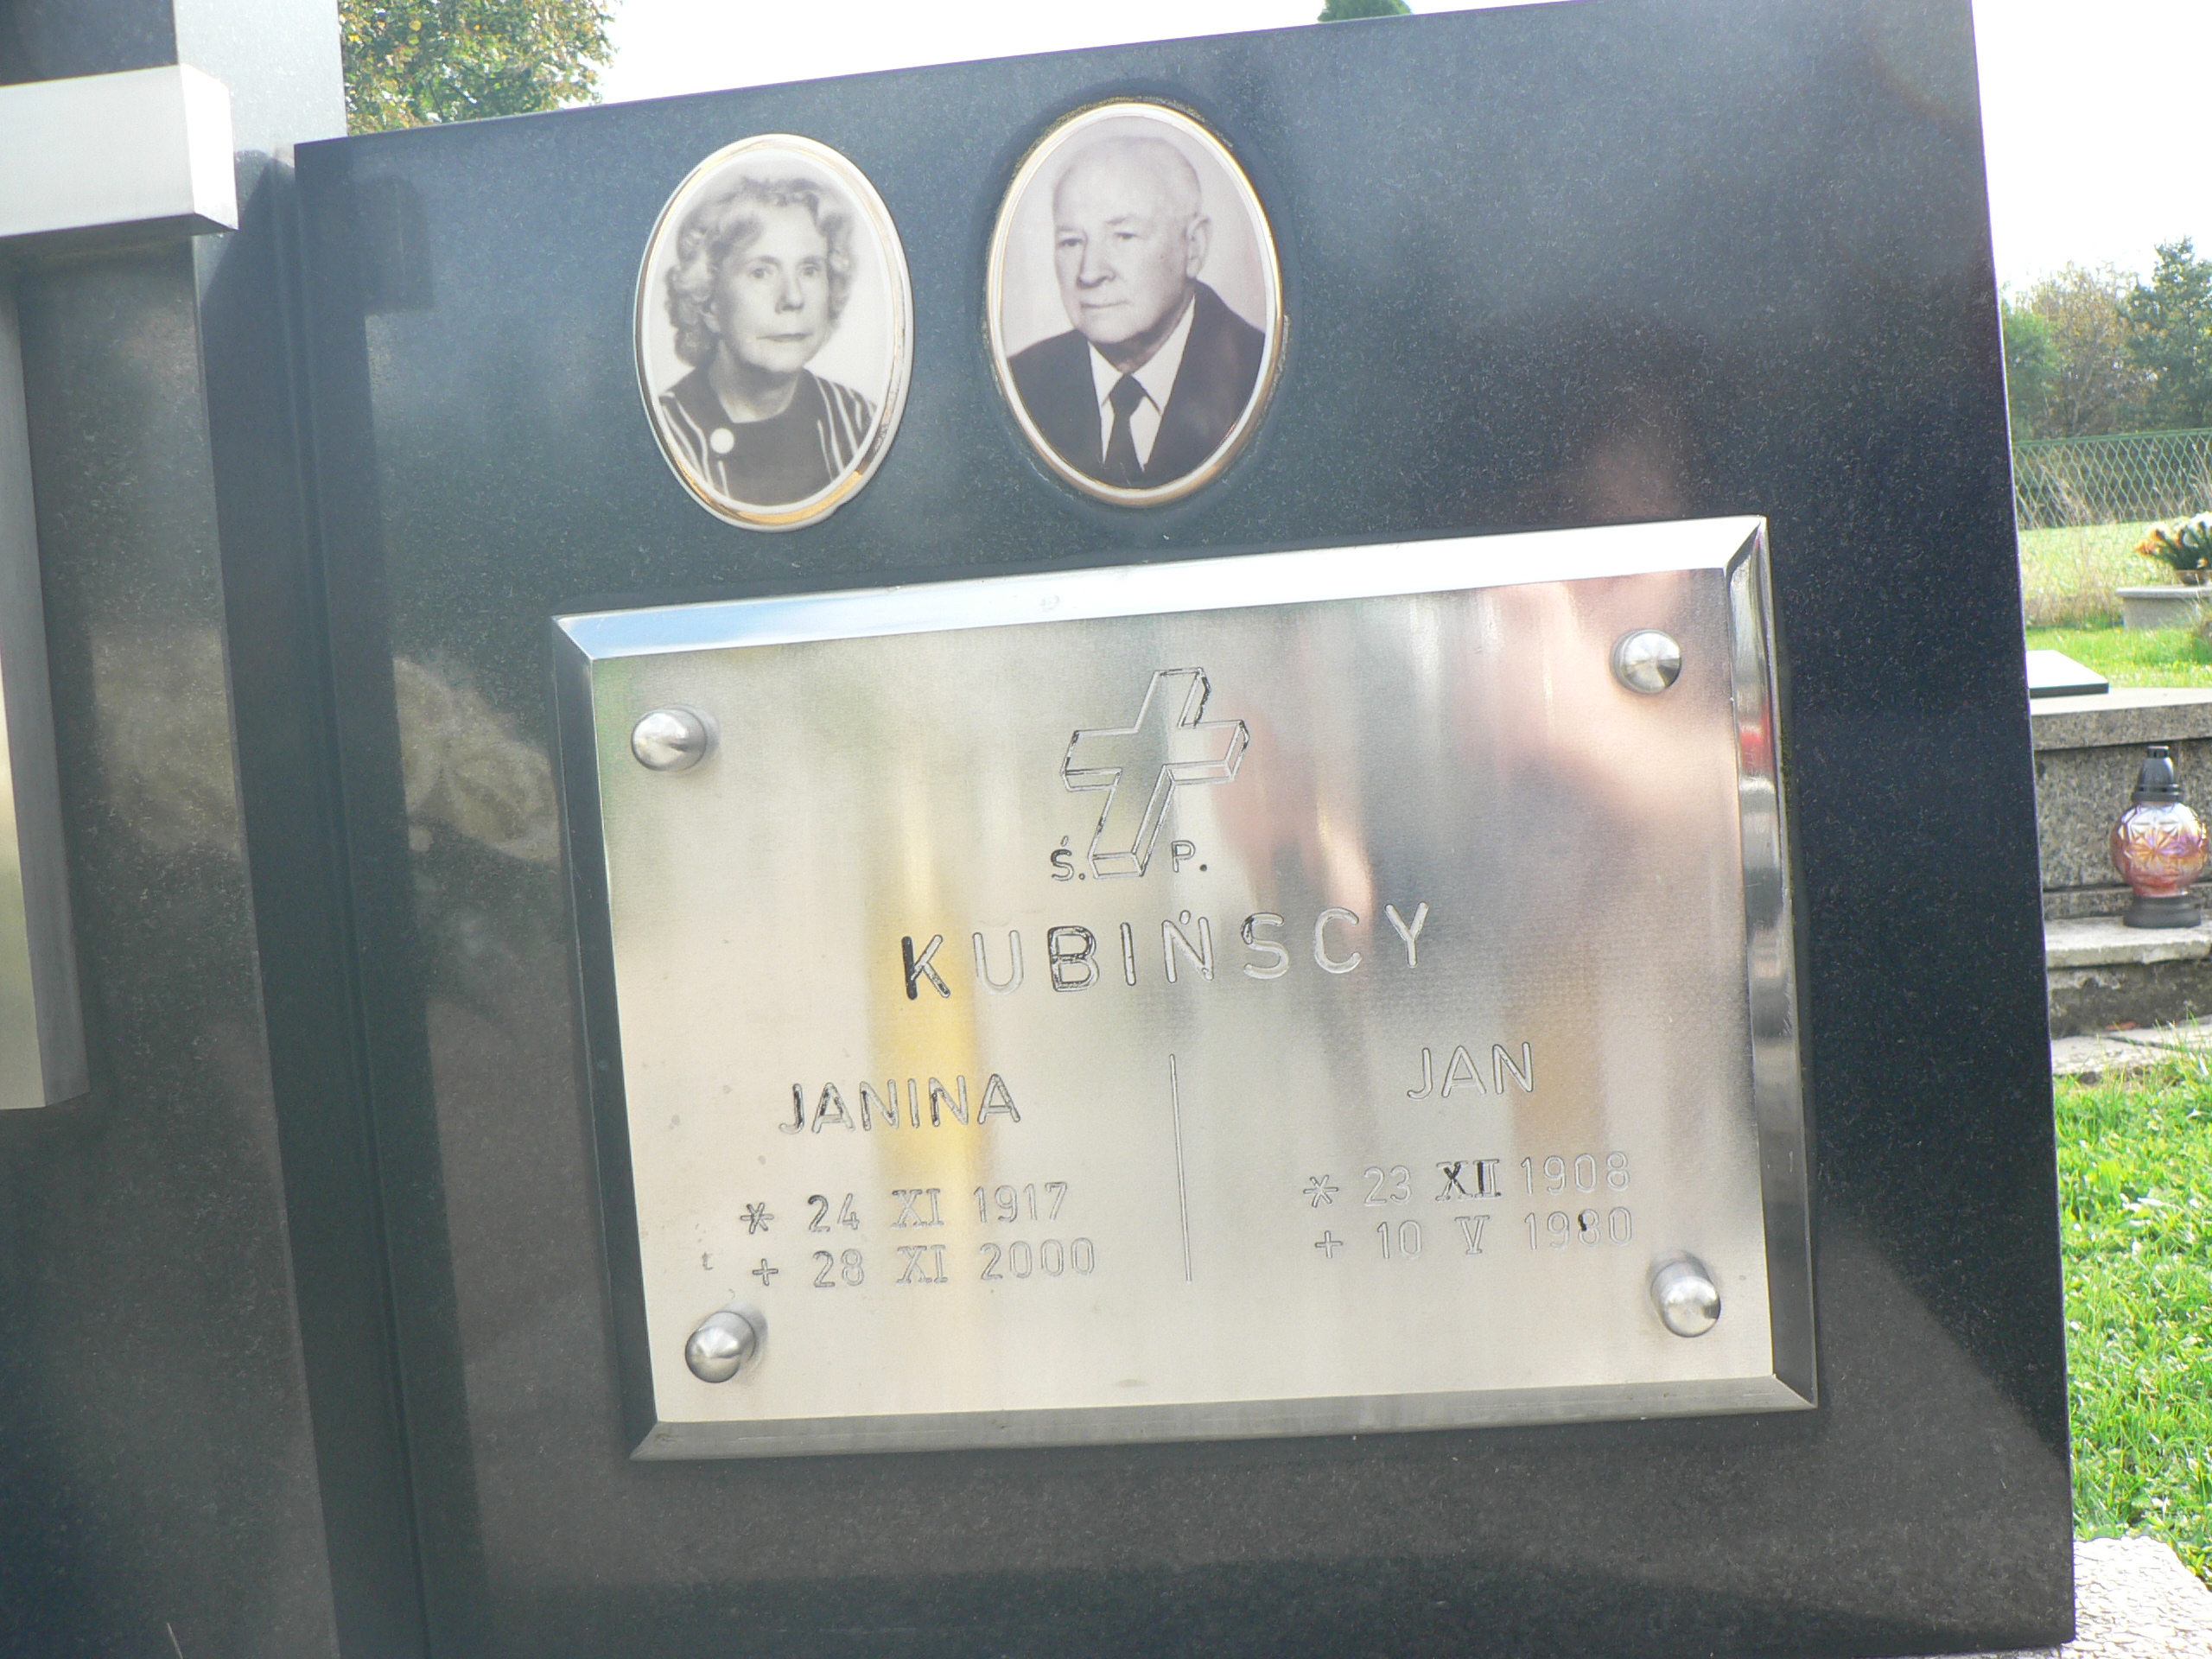 Ś. P.
KUBIŃSCY
JANINA
* 24 XI 1917
+ 28 XI 2000
JAN
* 23 XII 1908
+ 10 V 1980